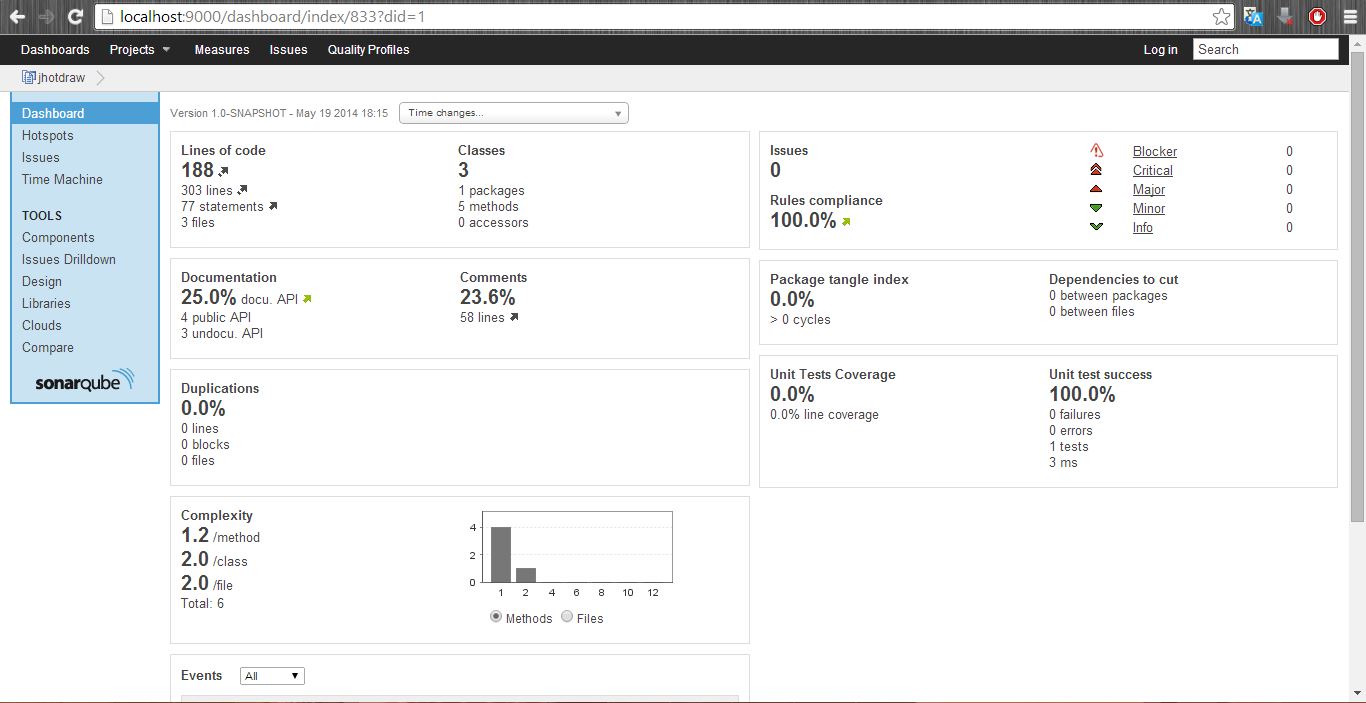 localhost:9000/dashboard/index/833?did=1
Dashboards Projects Measures Issues Quality Profiles Log in Search
jhotdraw
Dashboard
Hotspots
Issues
Time Machine
TOOLS
Components
Issues Drilldown
Design
Libraries
Clouds
Compare
sonarqube
Version 1.0-SNAPSHOT - May 19 2014 18:15 Time changes...
Lines of code
188
303 lines
77 statements
3 files
Classes
3
1 packages
5 methods
0 accessors
Documentation
25.0% docu. API
4 public API
3 undocu. API
Comments
23.6%
58 lines
Duplications
0.0%
0 lines
0 blocks
0 files
Complexity
1.2 /method
2.0 /class
2.0 /file
Total: 6
4
2
0
1 2 4 6 8 10 12
Methods Files
Events All
Issues
0
Rules compliance
100.0%
Blocker 0
Critical 0
Major 0
Minor 0
Info 0
Package tangle index
0.0%
> 0 cycles
Dependencies to cut
0 between packages
0 between files
Unit Tests Coverage
0.0%
0.0% line coverage
Unit test success
100.0%
0 failures
0 errors
1 tests
3 ms